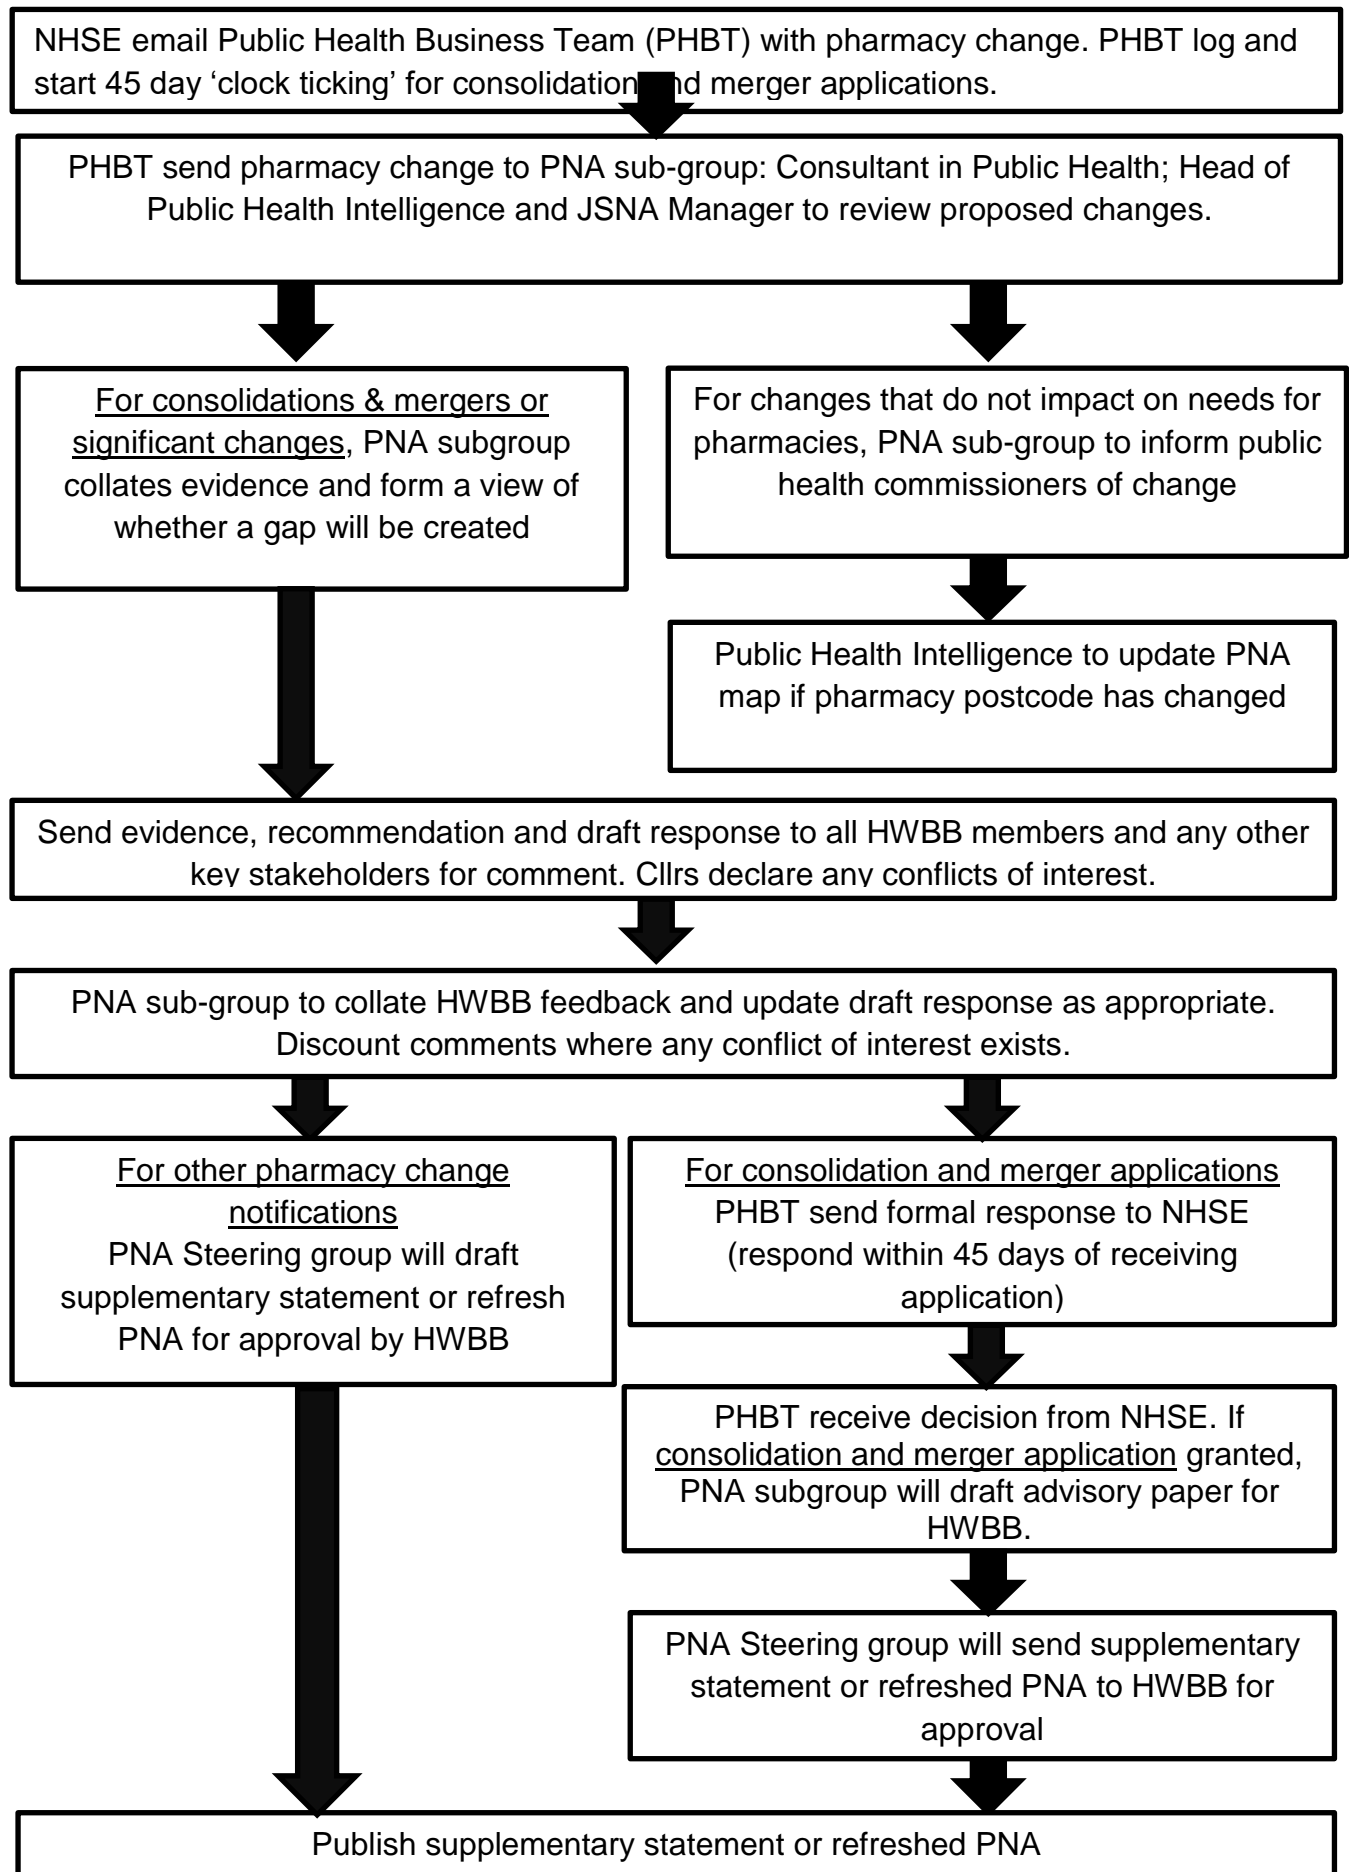 NHSE email Public Health Business Team (PHBT) with pharmacy change. PHBT log and
start 45 day ‘clock ticking’ for consolidation and merger applications.
PHBT send pharmacy change to PNA sub-group: Consultant in Public Health; Head of
Public Health Intelligence and JSNA Manager to review proposed changes.
For consolidations & mergers or
significant changes, PNA subgroup
collates evidence and form a view of
whether a gap will be created
For changes that do not impact on needs for
pharmacies, PNA sub-group to inform public
health commissioners of change
Public Health Intelligence to update PNA
map if pharmacy postcode has changed
Send evidence, recommendation and draft response to all HWBB members and any other
key stakeholders for comment. Cllrs declare any conflicts of interest.
PNA sub-group to collate HWBB feedback and update draft response as appropriate.
Discount comments where any conflict of interest exists.
For other pharmacy change
notifications
PNA Steering group will draft
supplementary statement or refresh
PNA for approval by HWBB
For consolidation and merger applications
PHBT send formal response to NHSE
(respond within 45 days of receiving
application)
PHBT receive decision from NHSE. If
consolidation and merger application granted,
PNA subgroup will draft advisory paper for
HWBB.
PNA Steering group will send supplementary
statement or refreshed PNA to HWBB for
approval
Publish supplementary statement or refreshed PNA